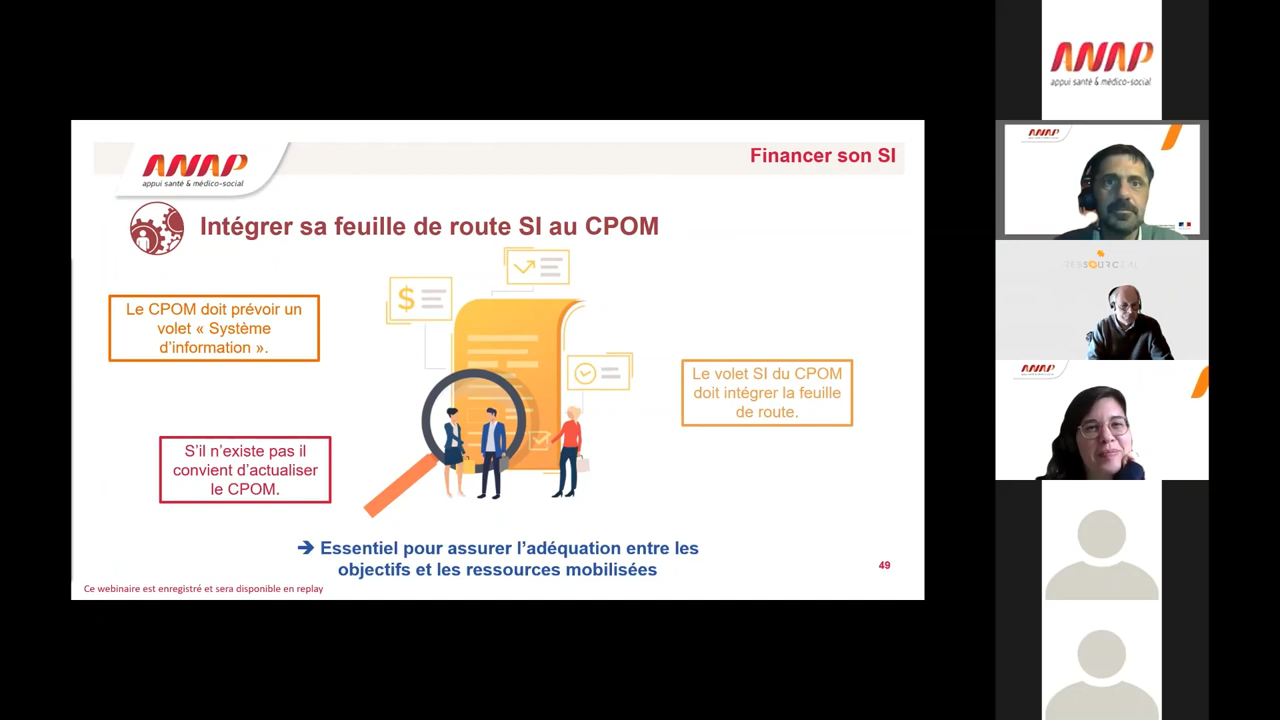 ANAP
appui santé & médico-social
Financer son SI
Intégrer sa feuille de route SI au CPOM
Le CPOM doit prévoir un
volet « Système
d'information ».
$
Le volet SI du CPOM
doit intégrer la feuille
de route.
S'il n'existe pas il
convient d'actualiser
le CPOM.
➔ Essentiel pour assurer l'adéquation entre les
objectifs et les ressources mobilisées
49
Ce webinaire est enregistré et sera disponible en replay
ANAP
appui santé & médico-social
ANAP
RESSOURCIAL
ANAP